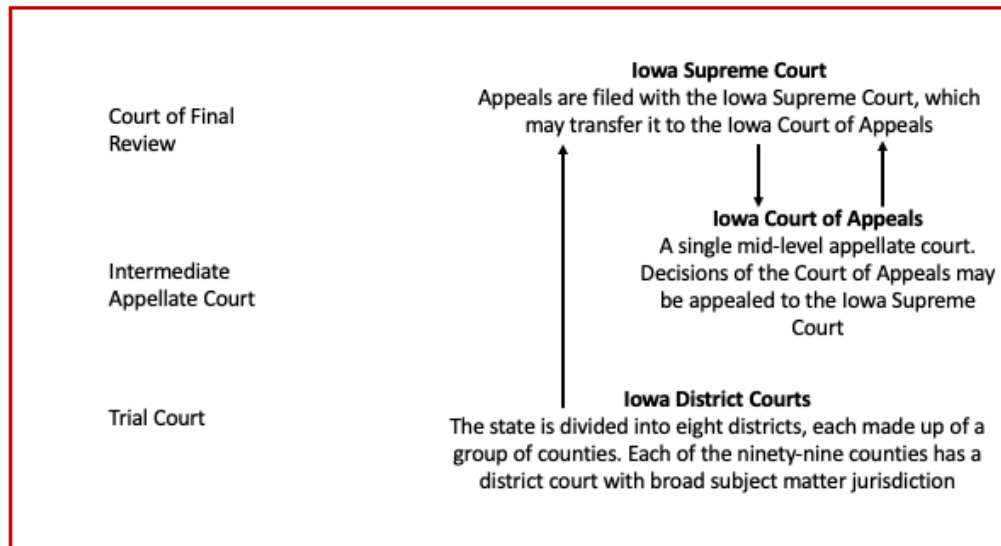 Iowa Supreme Court
Court of Final
Review
Appeals are filed with the Iowa Supreme Court, which
may transfer it to the Iowa Court of Appeals
Iowa Court of Appeals
Intermediate
Appellate Court
A single mid-level appellate court.
Decisions of the Court of Appeals may
be appealed to the Iowa Supreme
Court
Iowa District Courts
Trial Court
The state is divided into eight districts, each made up of a
group of counties. Each of the ninety-nine counties has a
district court with broad subject matter jurisdiction